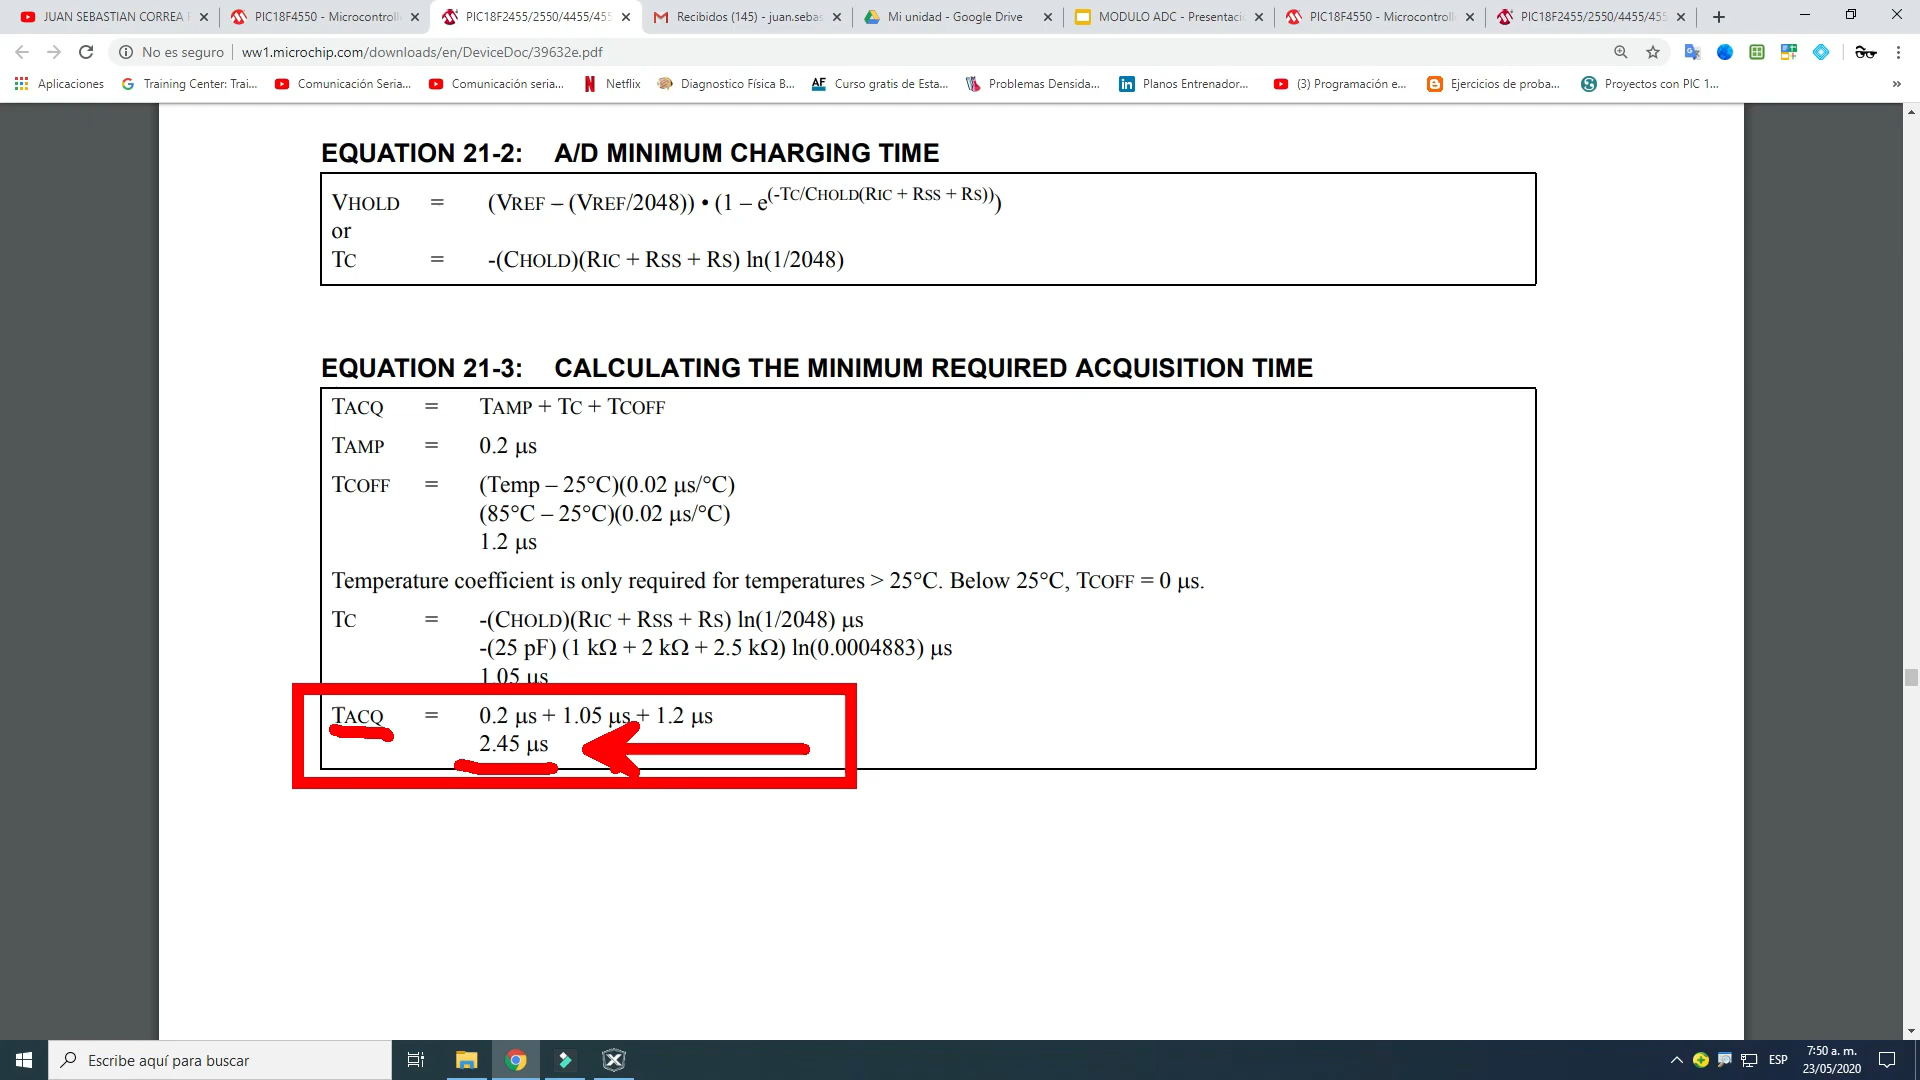 JUAN SEBASTIAN CORREA
PIC18F4550 - Microcontroll
PIC18F2455/2550/4455/455
Recibidos (145) - juan.sebas
Mi unidad - Google Drive
MODULO ADC - Presentaci
PIC18F4550 - Microcontroll
PIC18F2455/2550/4455/455
No es seguro
ww1.microchip.com/downloads/en/DeviceDoc/39632e.pdf
Aplicaciones
Training Center: Trai...
Comunicación Seria...
Comunicación seria...
Netflix
Diagnostico Física B...
AF
Curso gratis de Esta...
Problemas Densida...
Planos Entrenador...
(3) Programación e...
Ejercicios de proba...
Proyectos con PIC 1...
EQUATION 21-2: A/D MINIMUM CHARGING TIME
VHOLD = (VREF – (VREF/2048)) • (1 – e(-TC/CHOLD(RIC + RSS + RS)))
or
TC = -(CHOLD)(RIC + RSS + RS) ln(1/2048)
EQUATION 21-3: CALCULATING THE MINIMUM REQUIRED ACQUISITION TIME
TACQ = TAMP + TC + TCOFF
TAMP = 0.2 μs
TCOFF = (Temp – 25°C)(0.02 μs/°C)
(85°C – 25°C)(0.02 μs/°C)
1.2 μs
Temperature coefficient is only required for temperatures > 25°C. Below 25°C, TCOFF = 0 μs.
TC = -(CHOLD)(RIC + RSS + RS) ln(1/2048) μs
-(25 pF) (1 kΩ + 2 kΩ + 2.5 kΩ) ln(0.0004883) μs
1.05 μs
TACQ = 0.2 μs + 1.05 μs + 1.2 μs
2.45 μs
Escribe aquí para buscar
ESP
7:50 a. m.
23/05/2020